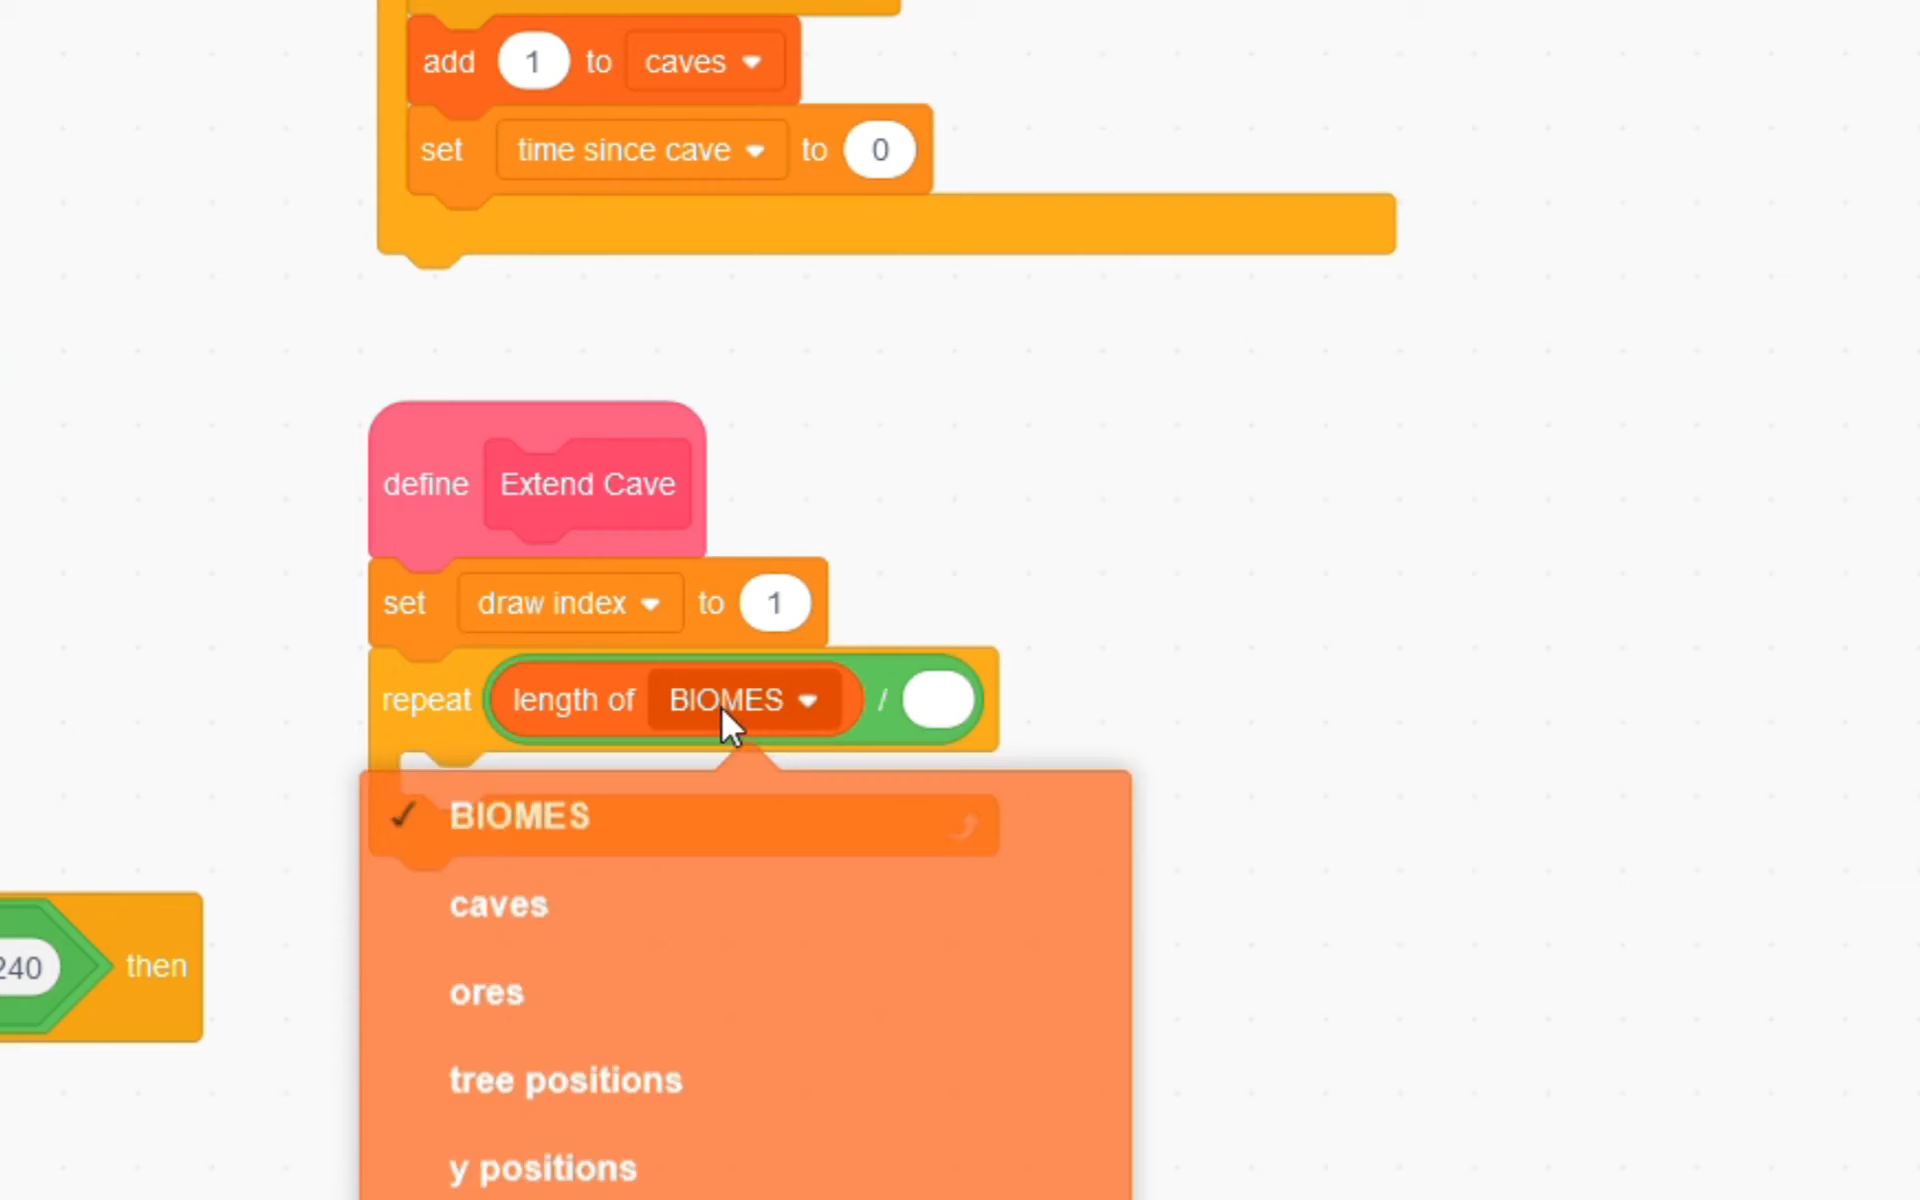 add 1 to caves
set time since cave to 0
define Extend Cave
set draw index to 1
repeat length of BIOMES /
✓ BIOMES
caves
240 then
ores
tree positions
y positions